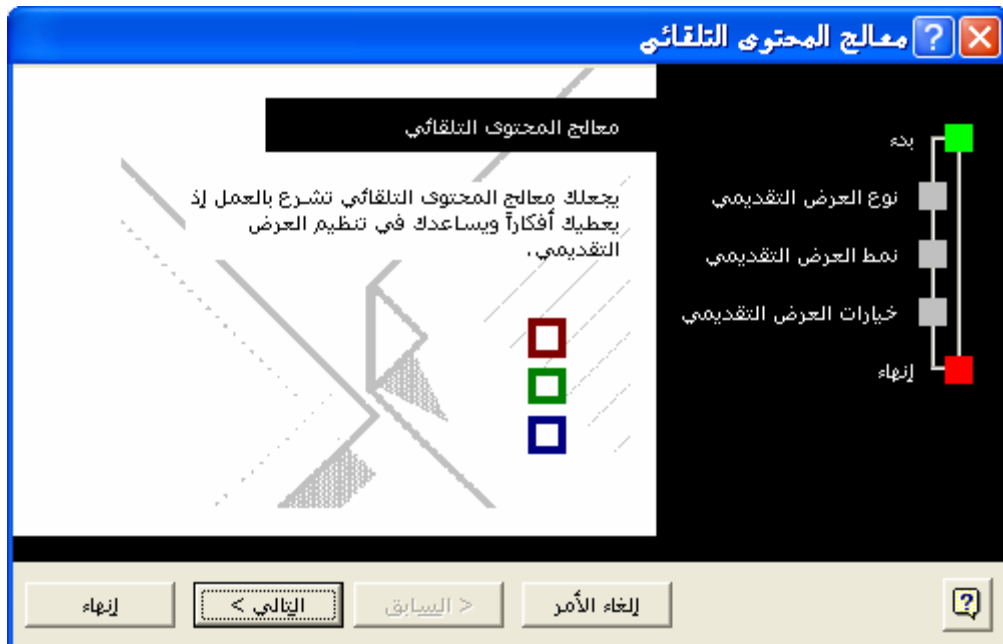 معالج المحتوى التلقائي
بدء
نوع العرض التقديمي
نمط العرض التقديمي
خيارات العرض التقديمي
إنهاء
معالج المحتوى التلقائي
يجعلك معالج المحتوى التلقائي تشرع بالعمل إذ
يعطيك أفكاراً ويساعدك في تنظيم العرض
التقديمي.
إلغاء الأمر
< السابق
التالي >
إنهاء